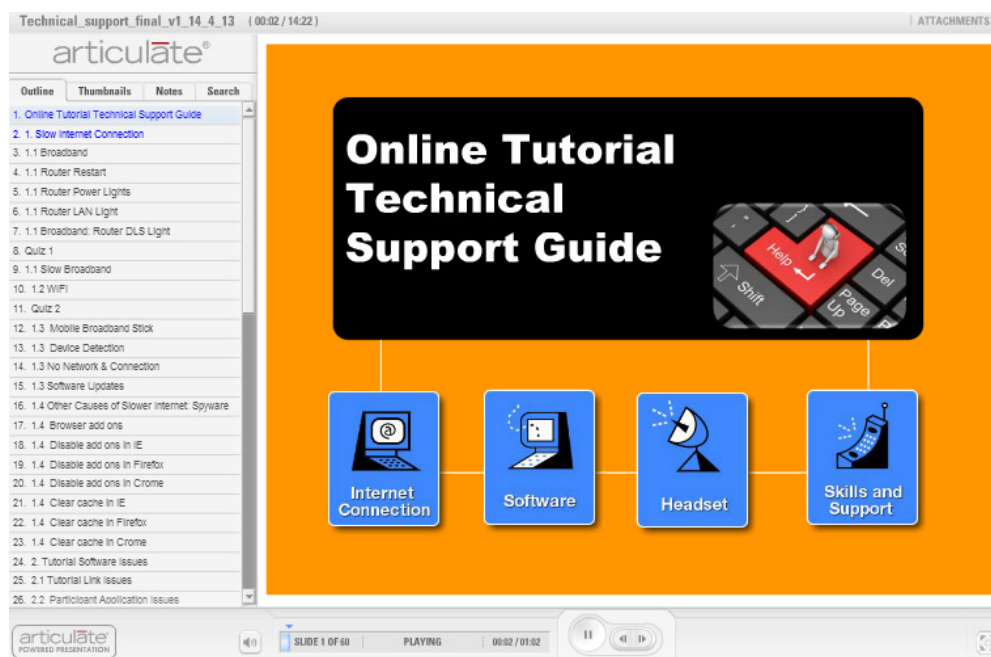 Technical_support_final_v1_14_4_13 ( 00:02 / 14:22 )
ATTACHMENTS
articulate®
Outline Thumbnails Notes Search
1. Online Tutorial Technical Support Guide
2. 1. Slow Internet Connection
3. 1.1 Broadband
4. 1.1 Router Restart
5. 1.1 Router Power Lights
6. 1.1 Router LAN Light
7. 1.1 Broadband: Router DLS Light
8. Quiz 1
9. 1.1 Slow Broadband
10. 1.2 WIFI
11. Quiz 2
12. 1.3 Mobile Broadband Stick
13. 1.3 Device Detection
14. 1.3 No Network & Connection
15. 1.3 Software Updates
16. 1.4 Other Causes of Slower Internet: Spyware
17. 1.4 Browser add ons
18. 1.4 Disable add ons in IE
19. 1.4 Disable add ons in Firefox
20. 1.4 Disable add ons in Crome
21. 1.4 Clear cache in IE
22. 1.4 Clear cache in Firefox
23. 1.4 Clear cache in Crome
24. 2. Tutorial Software Issues
25. 2.1 Tutorial Link Issues
26. 2.2 Participant Application Issues
Online Tutorial
Technical
Support Guide
Help
Shift
Page
Up
Del
@
Internet
Connection
Software
Headset
Skills and
Support
articulate®
POWERED PRESENTATION
SLIDE 1 OF 60 PLAYING 00:02 / 01:02